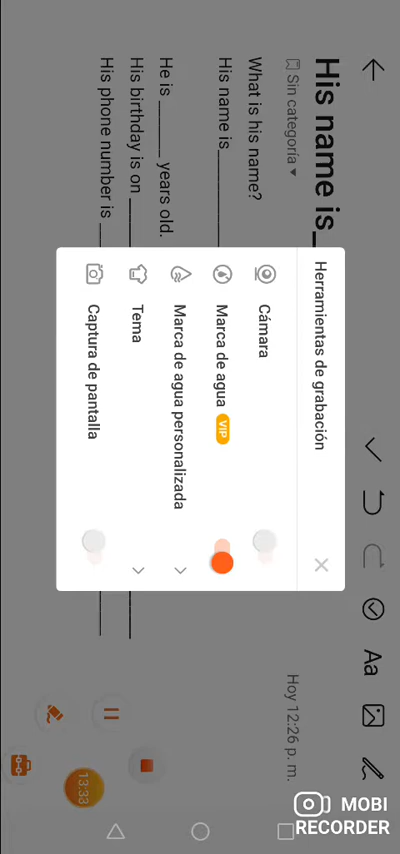 His name is_
Sin categoría
Hoy 12:26 p. m.
What is his name?
His name is
He is ______ years old.
His birthday is on
His phone number is
Aa
Herramientas de grabación
Cámara
Marca de agua VIP
Marca de agua personalizada
Tema
Captura de pantalla
13:33
MOBI
RECORDER